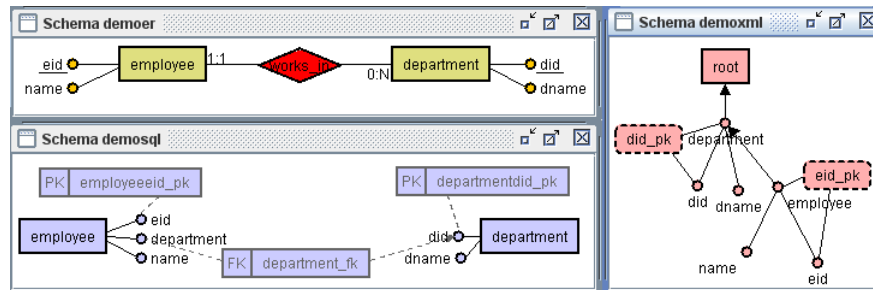 Schema demoer
eid
name
employee
1:1
works_in
0:N
department
did
dname
Schema demosql
PK employeeeid_pk
PK departmentdid_pk
employee
eid
department
name
FK department_fk
did
dname
department
Schema demoxml
root
did_pk
department
eid_pk
did
dname
employee
name
eid